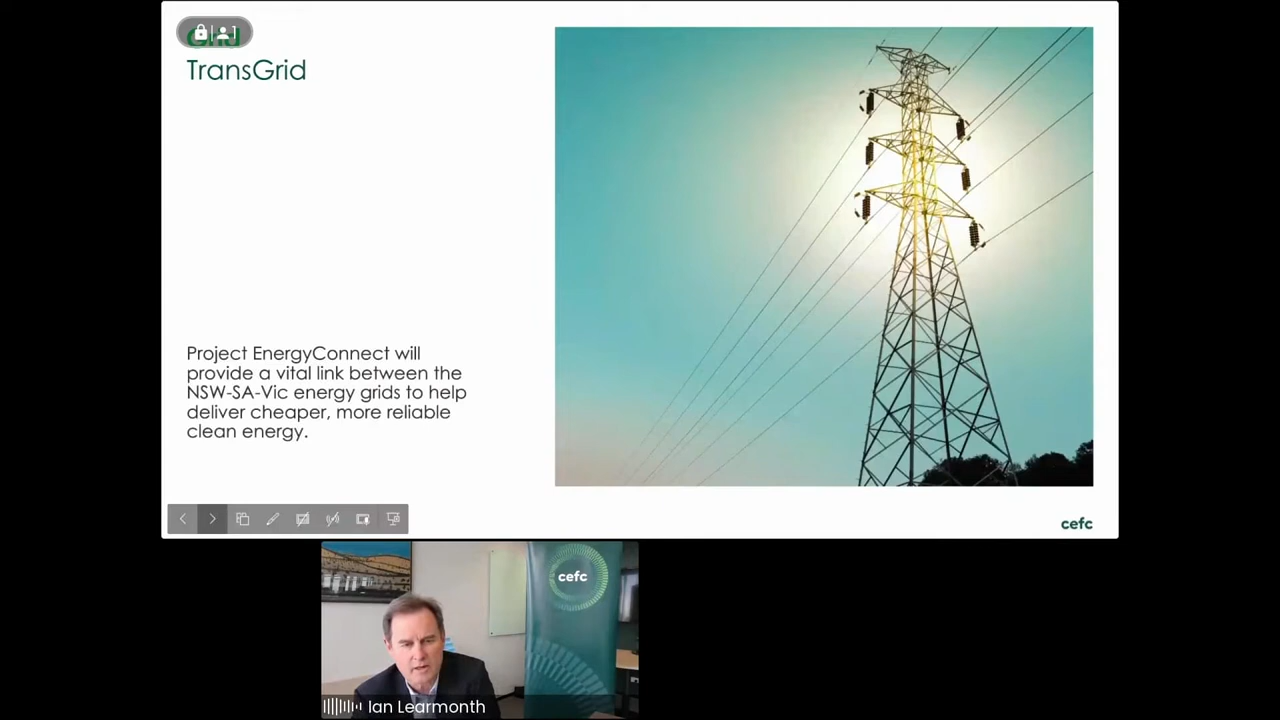 Grid
TransGrid
Project EnergyConnect will
provide a vital link between the
NSW-SA-Vic energy grids to help
deliver cheaper, more reliable
clean energy.
cefc
cefc
Ian Learmonth